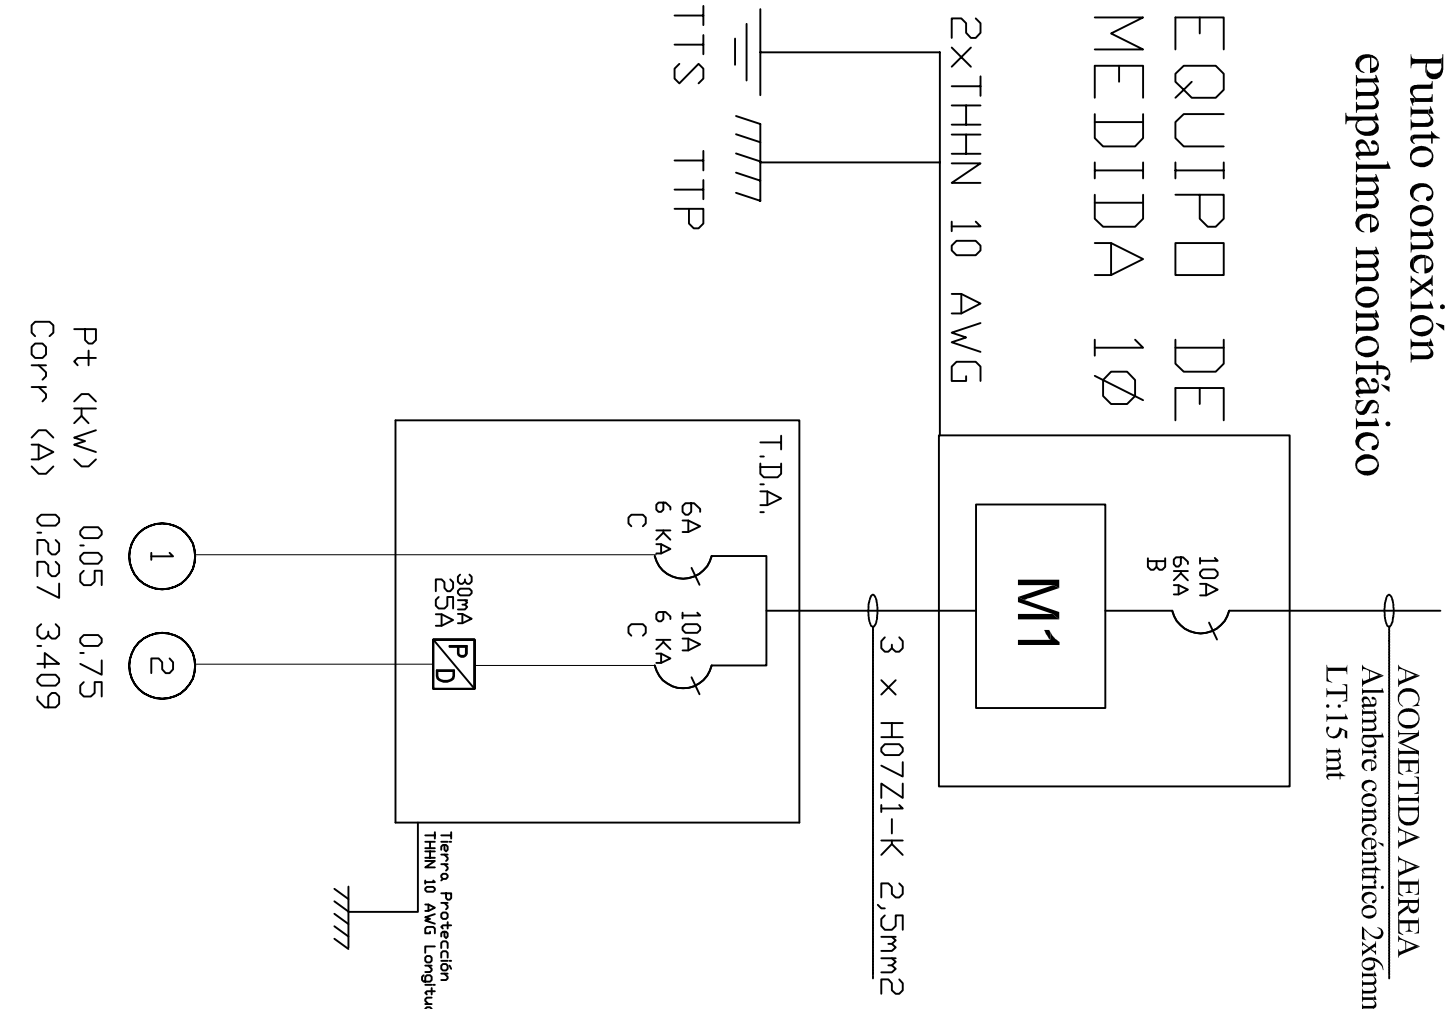 Punto conexión
empalme monofásico
ACOMETIDA AEREA
Alambre concéntrico 2x6mm
LT:15 mt
EQUIPO DE
MEDIDA 1Ø
10A
6KA
B
M1
2xTHHN 10 AWG
TTS TTP
3 x H07Z1-K 2,5mm2
T.D.A.
6A
6 KA
C
10A
6 KA
C
30mA
25A
P/D
Tierra Protección
THHN 10 AWG
1 2
Pt (kW) 0.05 0.75
Corr (A) 0.227 3.409